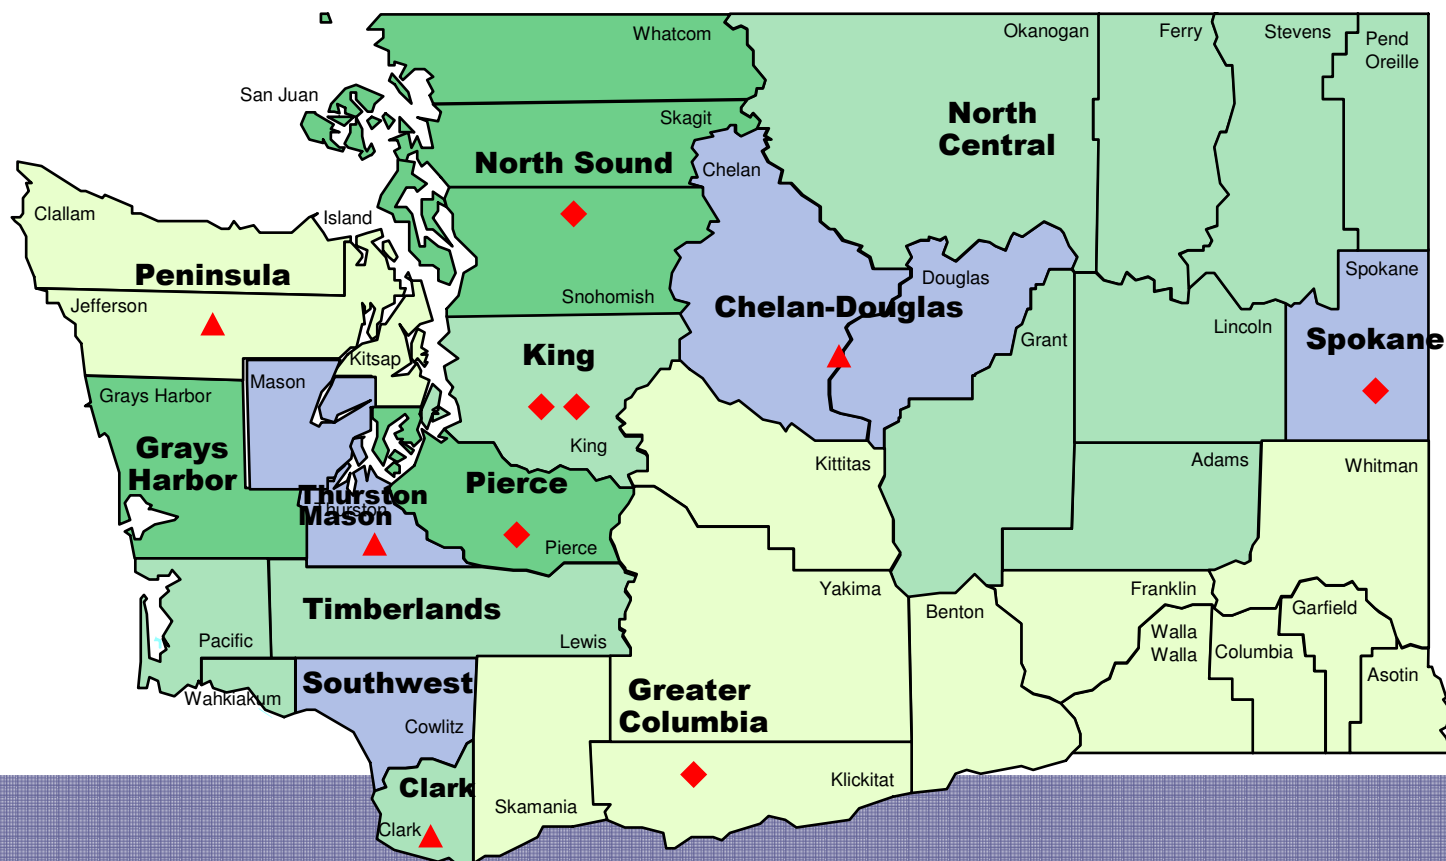 Whatcom
Okanogan
Ferry
Stevens
Pend
Oreille
San Juan
Skagit
North
Central
North Sound
Chelan
Clallam
Island
Peninsula
Douglas
Spokane
Jefferson
Snohomish
Chelan-Douglas
Lincoln
Grant
Spokane
King
Kitsap
Mason
Grays Harbor
King
Grays
Harbor
Kittitas
Adams
Whitman
Pierce
Thurston
Mason
Thurston
Pierce
Yakima
Franklin
Timberlands
Benton
Garfield
Pacific
Lewis
Walla
Walla
Columbia
Asotin
Southwest
Wahkiakum
Greater
Columbia
Cowlitz
Clark
Klickitat
Skamania
Clark